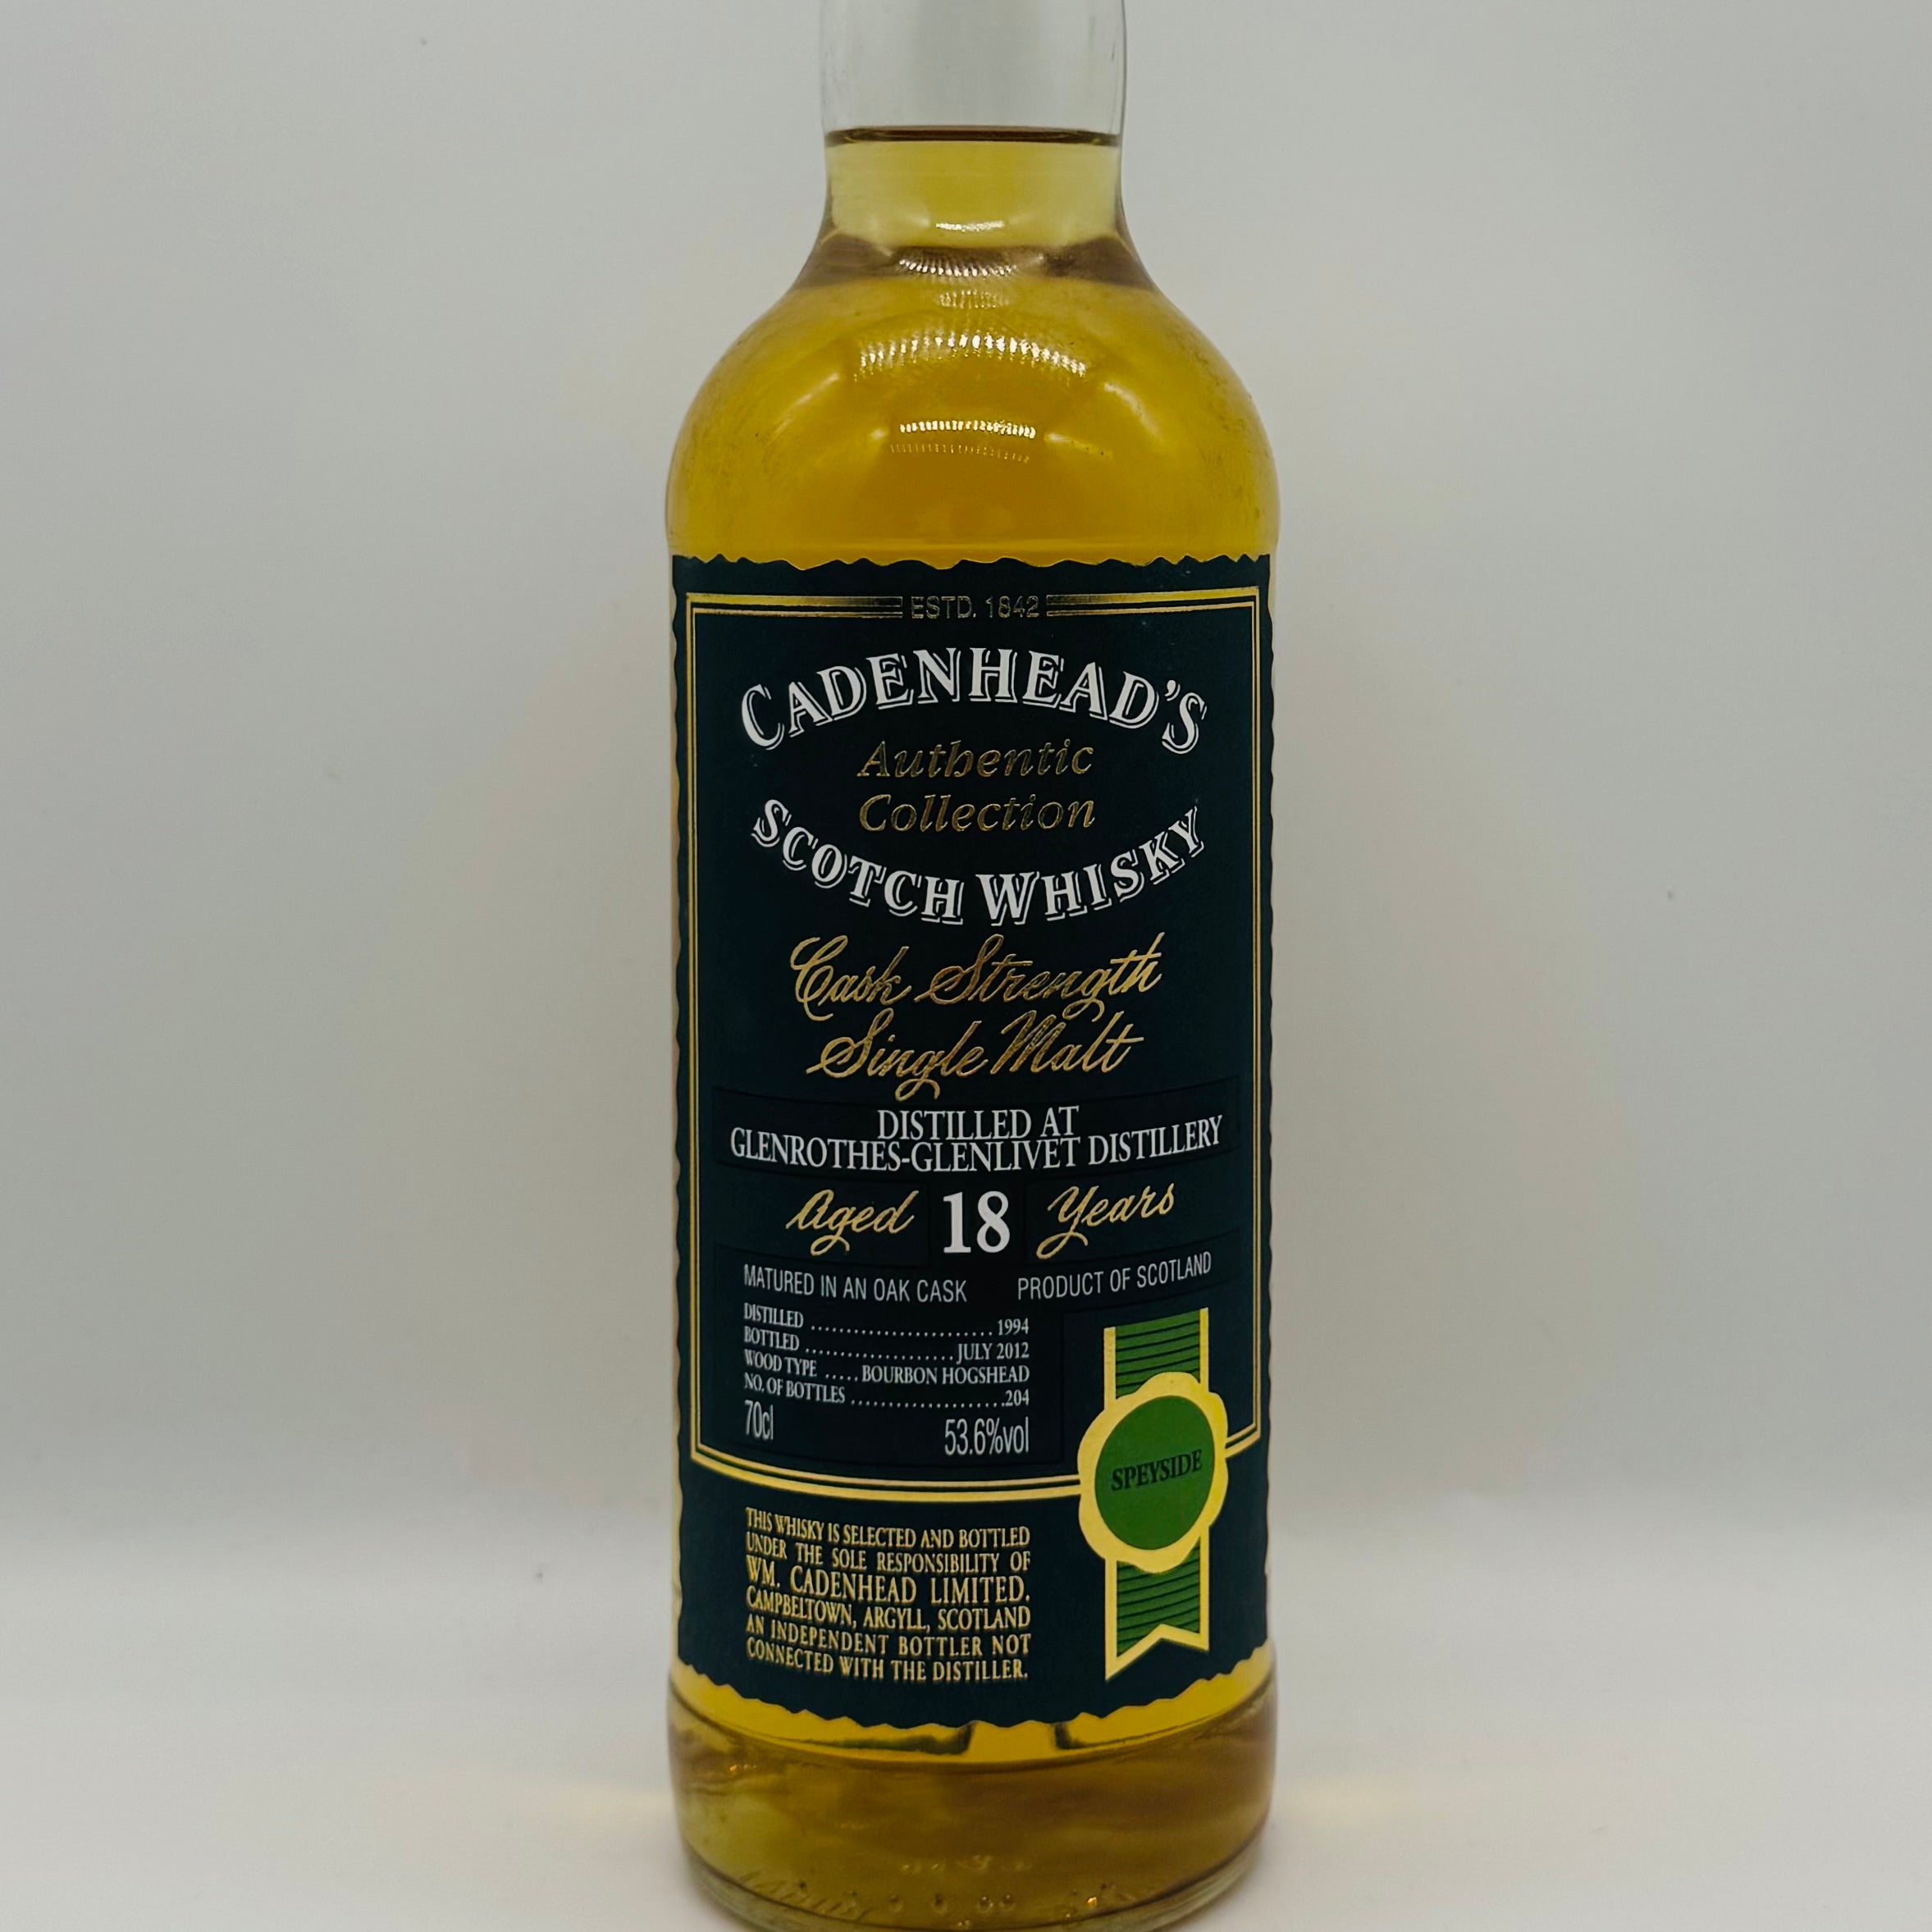 ESTD. 1842
CADENHEAD'S
Authentic
Collection
SCOTCH WHISKY
Cask Strength
Single Malt
DISTILLED AT
GLENROTHES-GLENLIVET DISTILLERY
Aged 18 Years
MATURED IN AN OAK CASK PRODUCT OF SCOTLAND
DISTILLED ........................ 1994
BOTTLED .................... JULY 2012
WOOD TYPE ..... BOURBON HOGSHEAD
NO. OF BOTTLES ..................... 204
70cl 53.6%vol
SPEYSIDE
THIS WHISKY IS SELECTED AND BOTTLED
UNDER THE SOLE RESPONSIBILITY OF
WM. CADENHEAD LIMITED.
CAMPBELTOWN, ARGYLL, SCOTLAND
AN INDEPENDENT BOTTLER NOT
CONNECTED WITH THE DISTILLER.